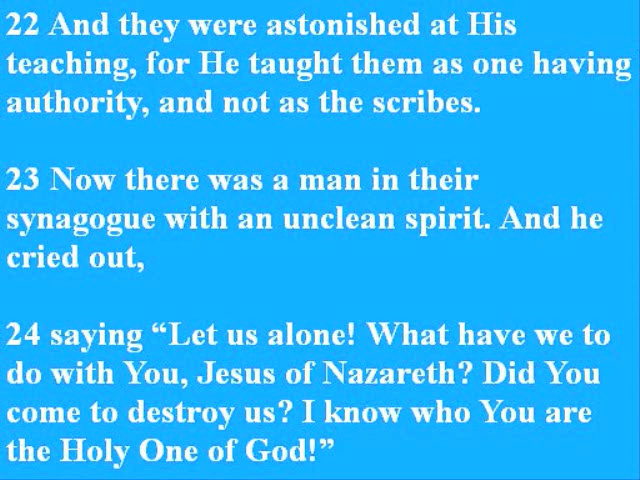 22 And they were astonished at His
teaching, for He taught them as one having
authority, and not as the scribes.
23 Now there was a man in their
synagogue with an unclean spirit. And he
cried out,
24 saying “Let us alone! What have we to
do with You, Jesus of Nazareth? Did You
come to destroy us? I know who You are
the Holy One of God!”